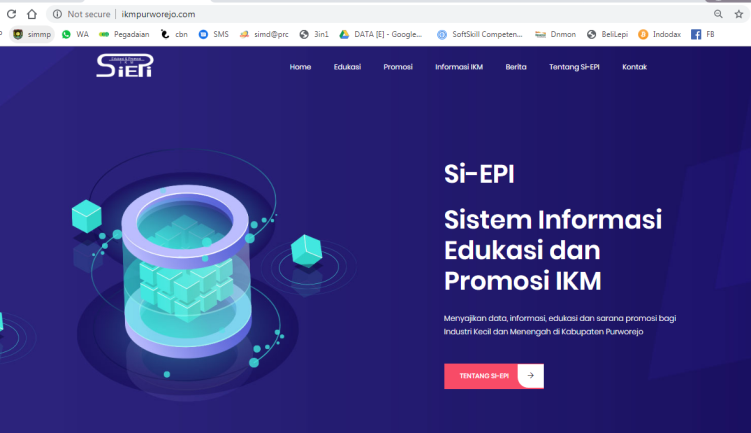 Not secure | ikmpurworejo.com
simmp WA Pegadaian cbn SMS simd@prc 3in1 DATA [E] - Google... SoftSkill Competen... Dnmon BeliLepi Indodax FB
SiEPi
Home Edukasi Promosi Informasi IKM Berita Tentang Si-EPI Kontak
Si-EPI
Sistem Informasi
Edukasi dan
Promosi IKM
Menyajikan data, informasi, edukasi dan sarana promosi bagi
Industri Kecil dan Menengah di Kabupaten Purworejo
TENTANG SI-EPI